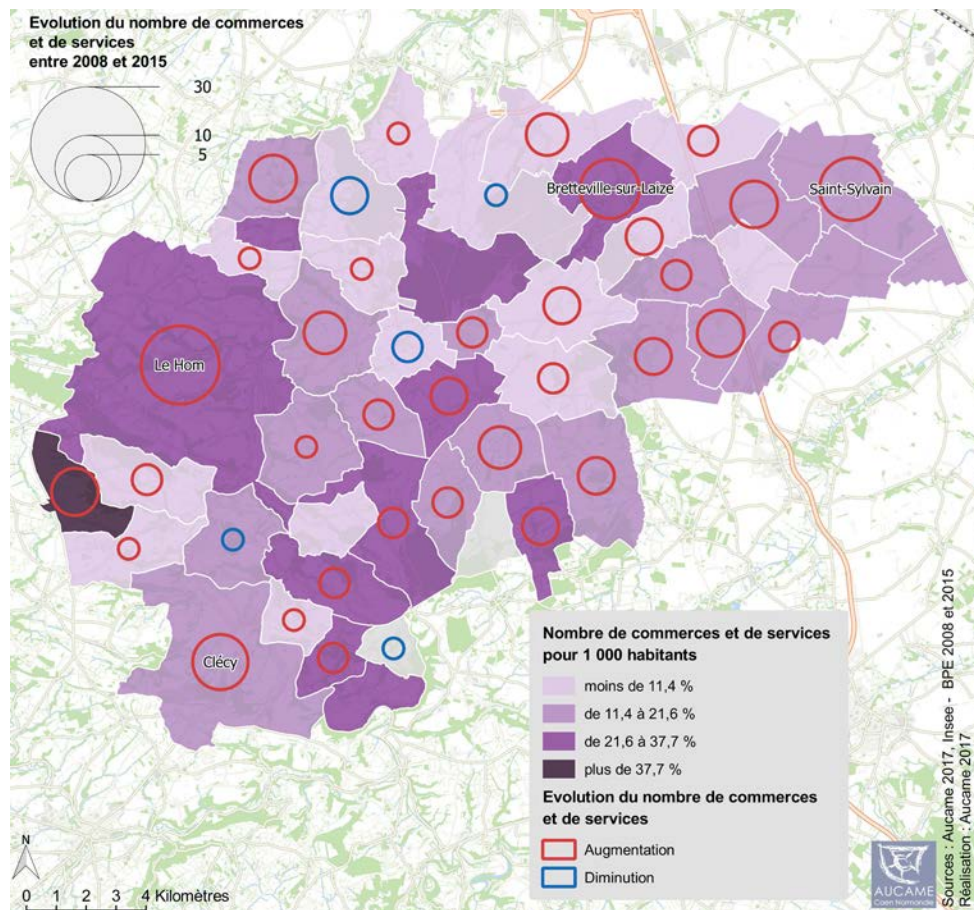 Evolution du nombre de commerces
et de services
entre 2008 et 2015
30
10
5
Bretteville-sur-Laize
Saint-Sylvain
Le Hom
Clécy
Nombre de commerces et de services
pour 1 000 habitants
moins de 11,4 %
de 11,4 à 21,6 %
de 21,6 à 37,7 %
plus de 37,7 %
Evolution du nombre de commerces
et de services
Augmentation
Diminution
N
0 1 2 3 4 Kilomètres
AUCAME
Caen Normandie
Sources : Aucame 2017, Insee - BPE 2008 et 2015
Réalisation : Aucame 2017